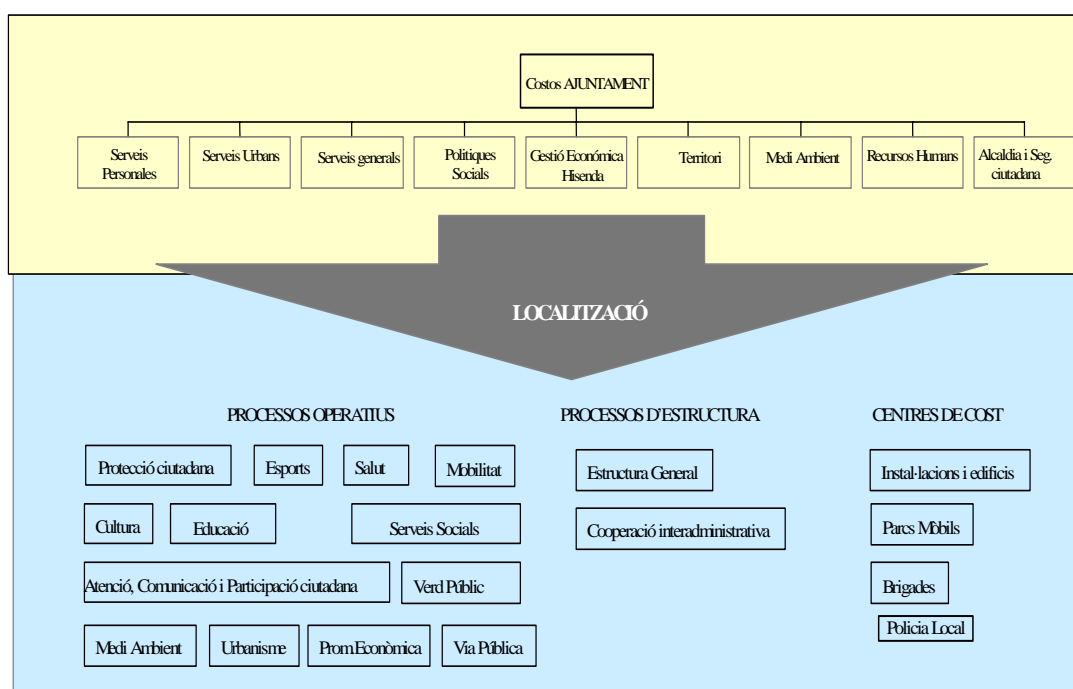 Costos AJUNTAMENT
Serveis
Personales
Serveis Urbans
Serveis generals
Politiques
Socials
Gestió Económica
Hisenda
Territori
Medi Ambient
Recursos Humans
Alcaldia i Seg.
ciutadana
LOCALITZACIÓ
PROCESSOS OPERATIUS
PROCESSOS D'ESTRUCTURA
CENTRES DE COST
Protecció ciutadana
Esports
Salut
Mobilitat
Estructura General
Instal·lacions i edificis
Cultura
Educació
Serveis Socials
Cooperació interadministrativa
Parcs Mòbils
Atenció, Comunicació i Participació ciutadana
Verd Públic
Brigades
Policia Local
Medi Ambient
Urbanisme
Prom.Econòmica
Via Pública